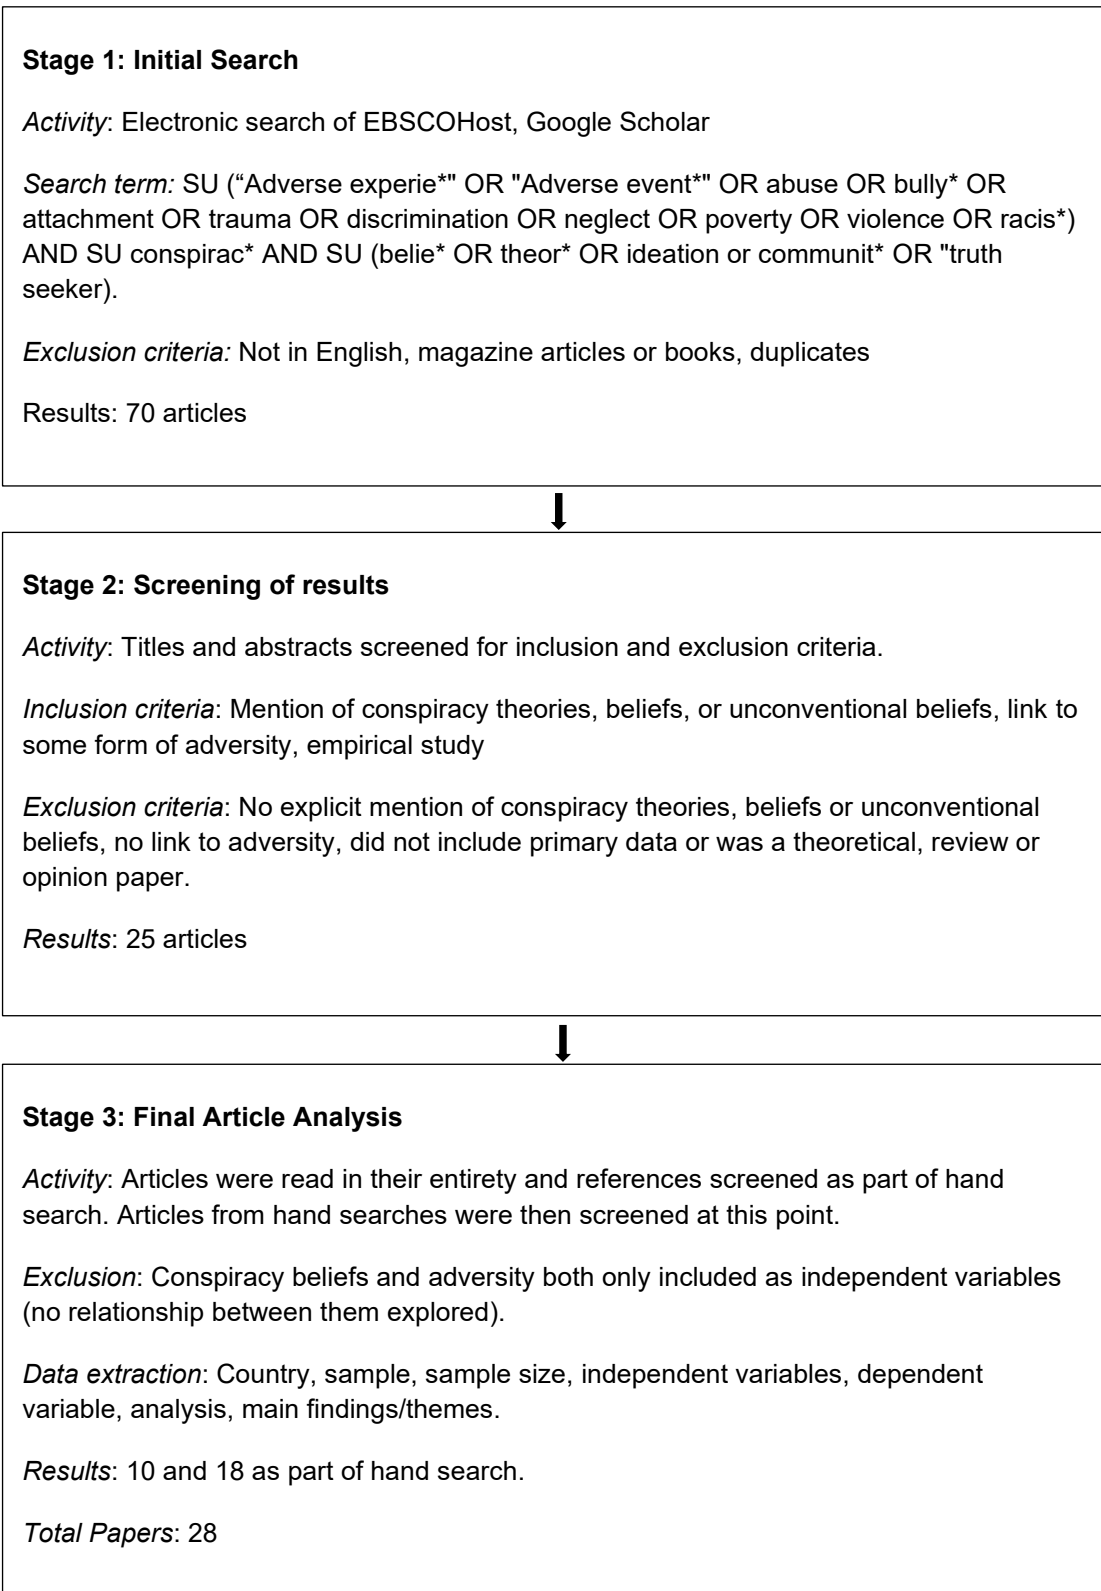 Stage 1: Initial Search
Activity: Electronic search of EBSCOHost, Google Scholar
Search term: SU (“Adverse experie*" OR "Adverse event*" OR abuse OR bully* OR
attachment OR trauma OR discrimination OR neglect OR poverty OR violence OR racis*)
AND SU conspirac* AND SU (belie* OR theor* OR ideation or communit* OR "truth
seeker).
Exclusion criteria: Not in English, magazine articles or books, duplicates
Results: 70 articles
Stage 2: Screening of results
Activity: Titles and abstracts screened for inclusion and exclusion criteria.
Inclusion criteria: Mention of conspiracy theories, beliefs, or unconventional beliefs, link to
some form of adversity, empirical study
Exclusion criteria: No explicit mention of conspiracy theories, beliefs or unconventional
beliefs, no link to adversity, did not include primary data or was a theoretical, review or
opinion paper.
Results: 25 articles
Stage 3: Final Article Analysis
Activity: Articles were read in their entirety and references screened as part of hand
search. Articles from hand searches were then screened at this point.
Exclusion: Conspiracy beliefs and adversity both only included as independent variables
(no relationship between them explored).
Data extraction: Country, sample, sample size, independent variables, dependent
variable, analysis, main findings/themes.
Results: 10 and 18 as part of hand search.
Total Papers: 28